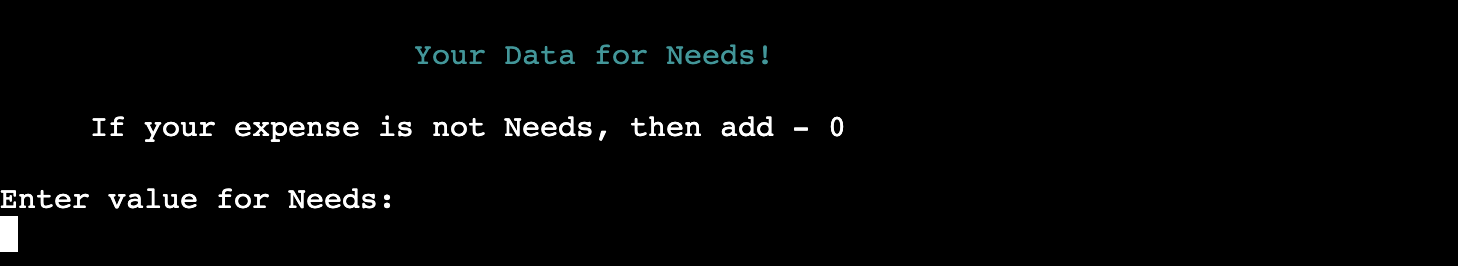 Your Data for Needs!
If your expense is not Needs, then add - 0
Enter value for Needs: